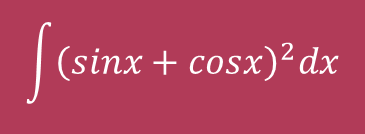 ∫(sinx + cosx)²dx